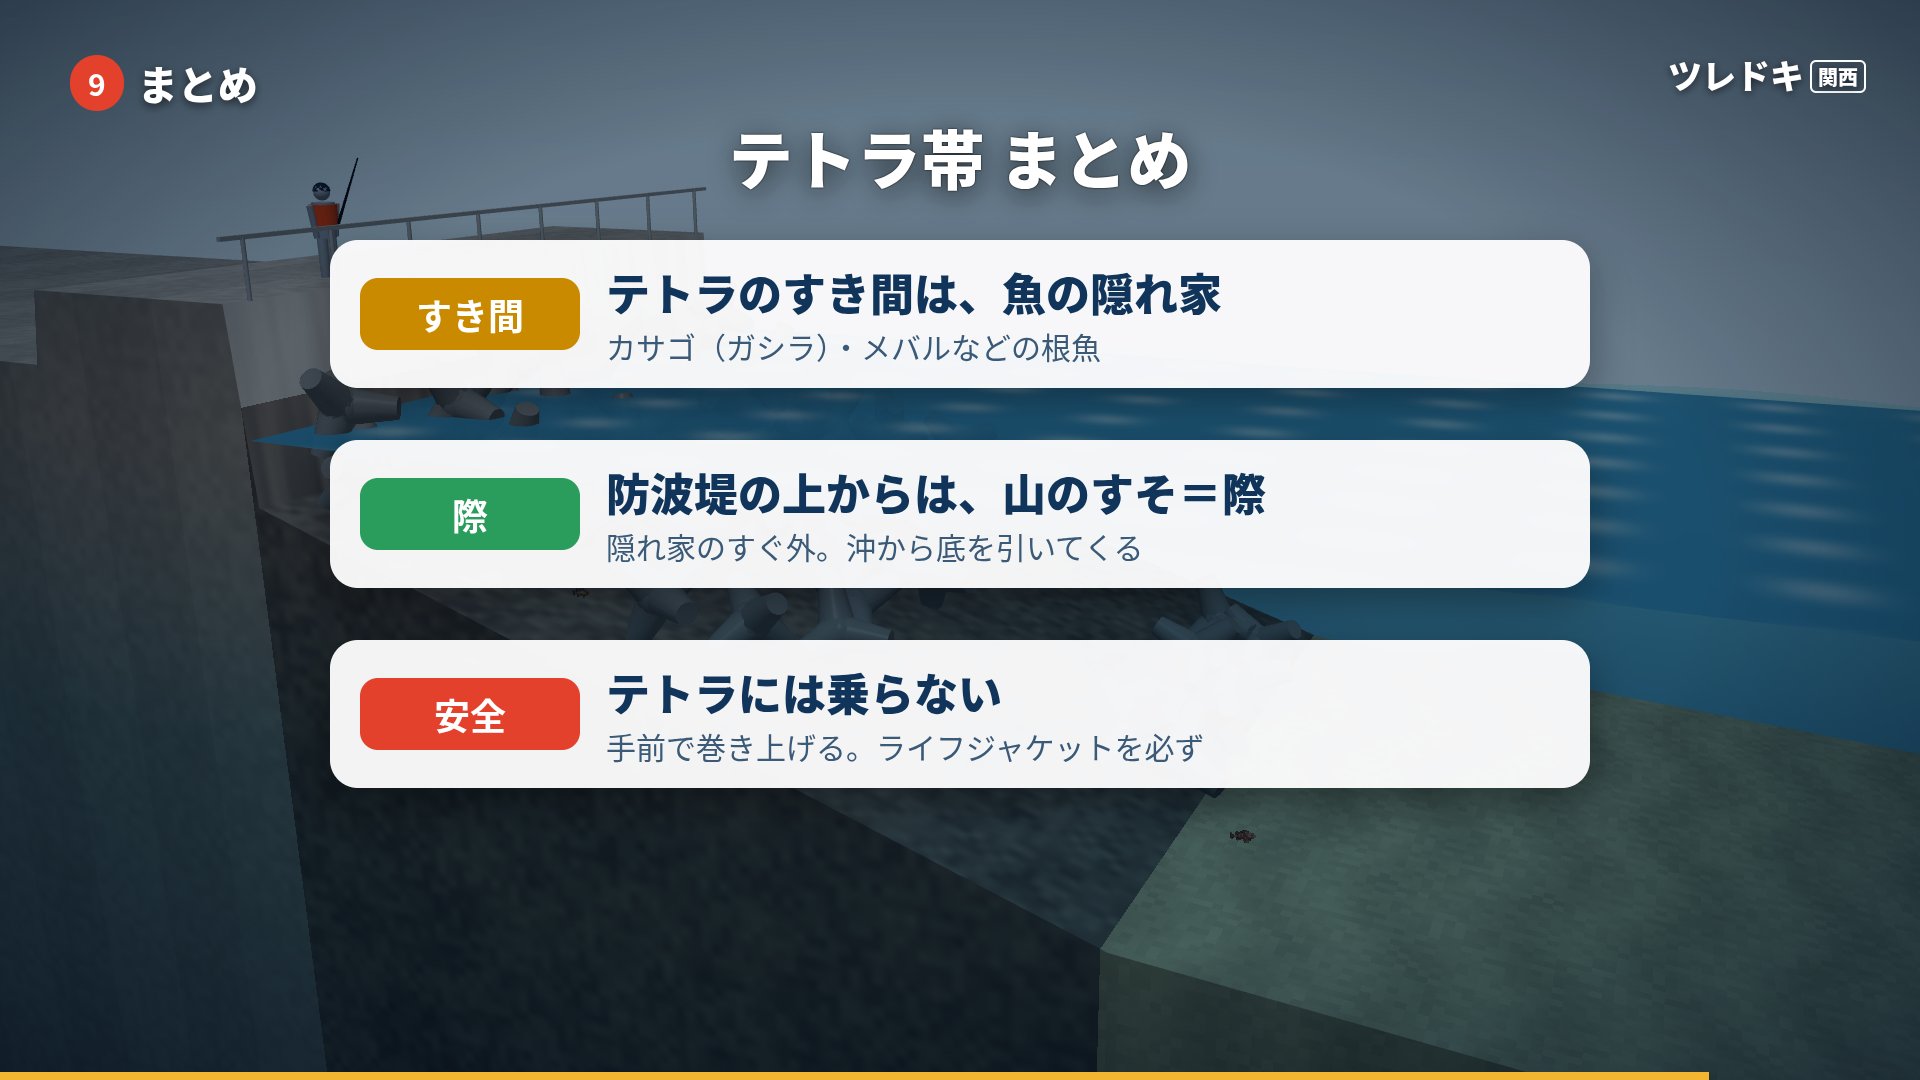 9 まとめ
ツレドキ 関西
テトラ帯 まとめ
すき間
テトラのすき間は、魚の隠れ家
カサゴ（ガシラ）・メバルなどの根魚
際
防波堤の上からは、山のすそ＝際
隠れ家のすぐ外。沖から底を引いてくる
安全
テトラには乗らない
手前で巻き上げる。ライフジャケットを必ず